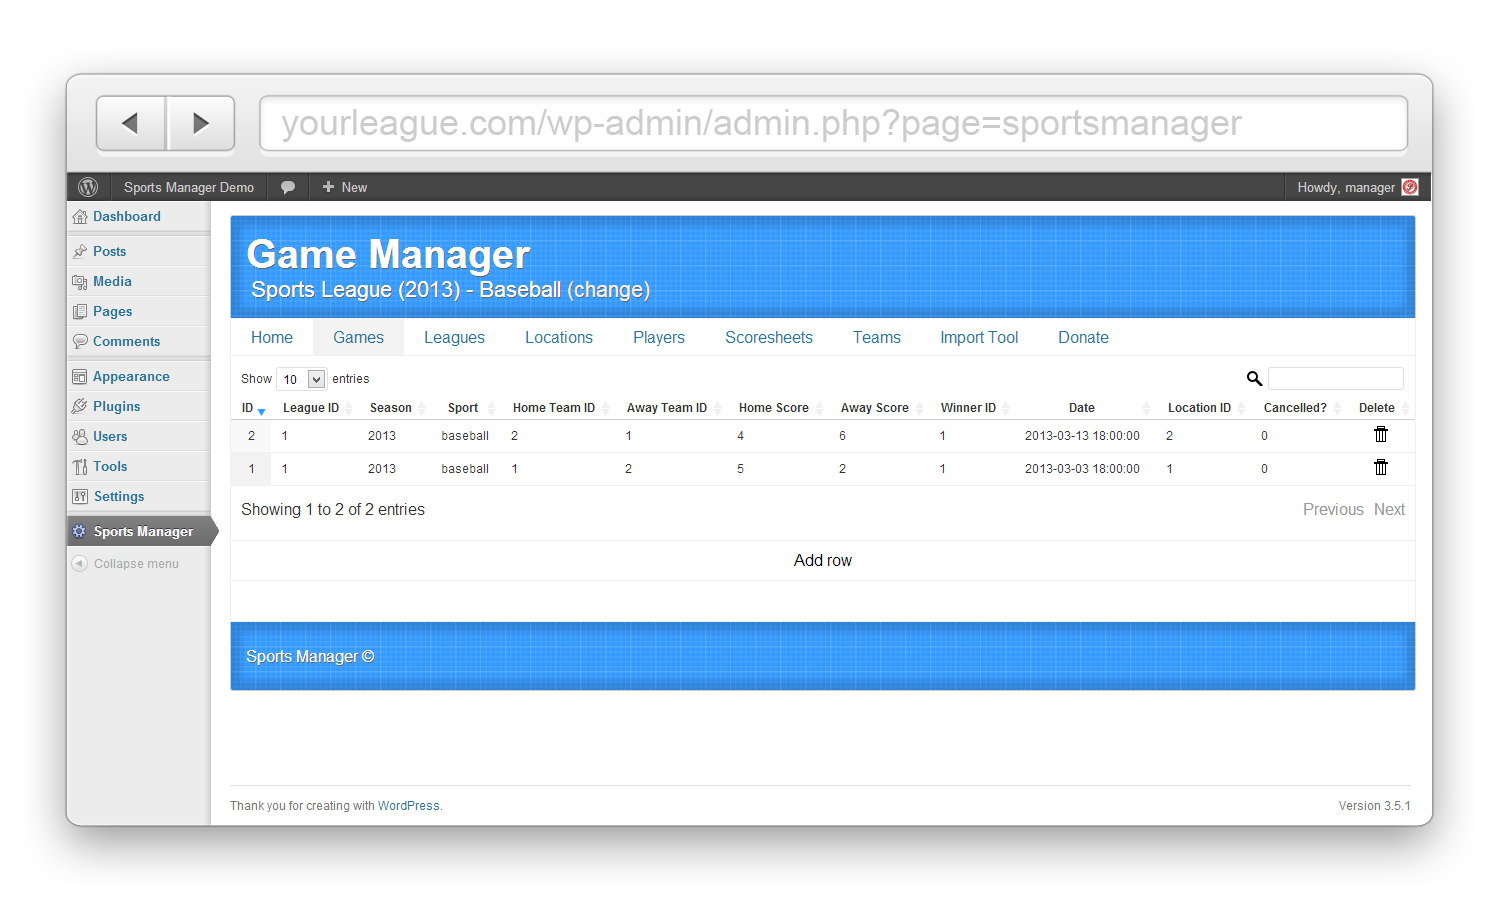 yourleague.com/wp-admin/admin.php?page=sportsmanager
Sports Manager Demo New Howdy, manager
Dashboard
Posts
Media
Pages
Comments
Appearance
Plugins
Users
Tools
Settings
Sports Manager
Collapse menu
Game Manager
Sports League (2013) - Baseball (change)
Home Games Leagues Locations Players Scoresheets Teams Import Tool Donate
Show 10 entries
ID League ID Season Sport Home Team ID Away Team ID Home Score Away Score Winner ID Date Location ID Cancelled? Delete
2 1 2013 baseball 2 1 4 6 1 2013-03-13 18:00:00 2 0
1 1 2013 baseball 1 2 5 2 1 2013-03-03 18:00:00 1 0
Showing 1 to 2 of 2 entries Previous Next
Add row
Sports Manager ©
Thank you for creating with WordPress. Version 3.5.1